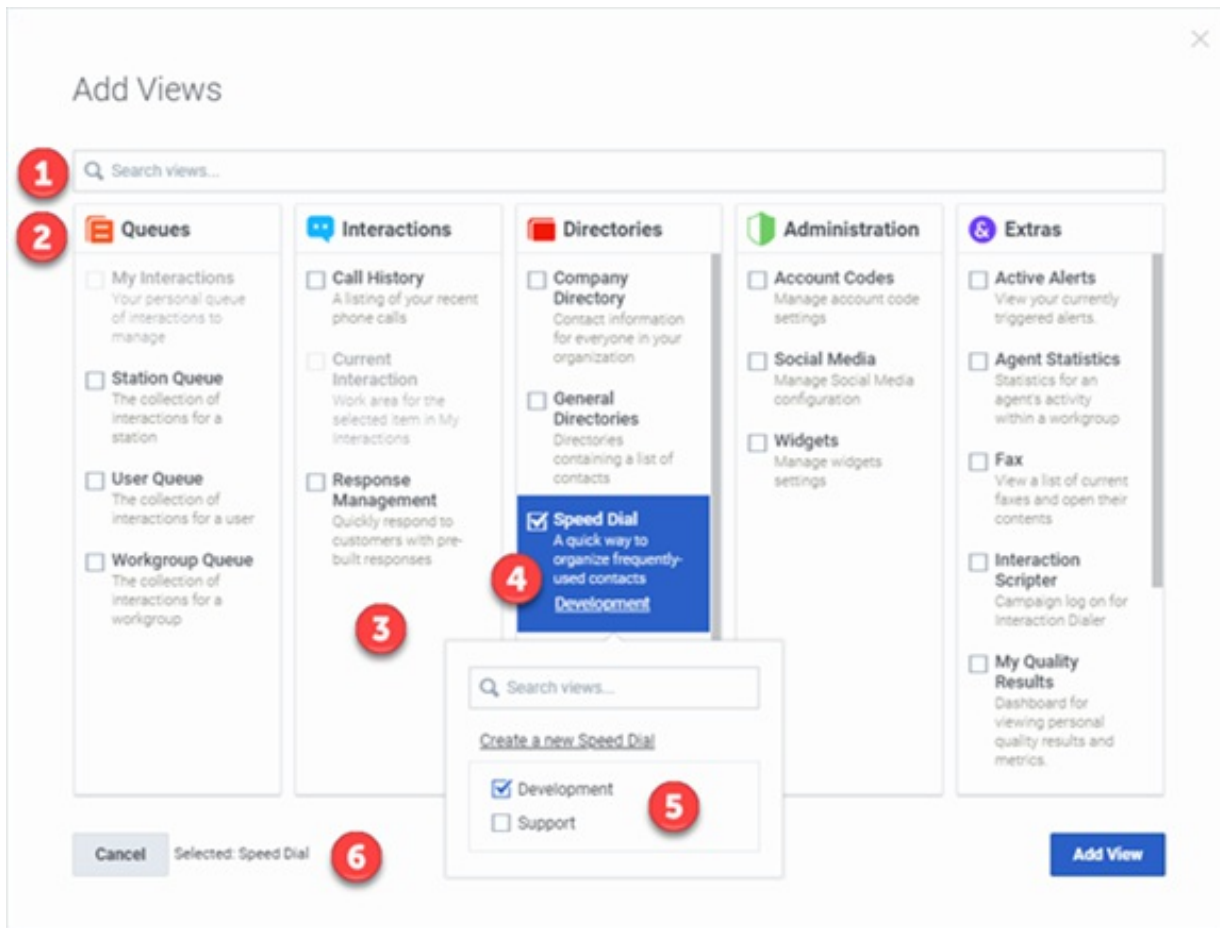 Add Views
1
Search views...
2
Queues
My Interactions
Your personal queue
of interactions to
manage
Station Queue
The collection of
interactions for a
station
User Queue
The collection of
interactions for a user
Workgroup Queue
The collection of
interactions for a
workgroup
Interactions
Call History
A listing of your recent
phone calls
Current
Interaction
Work area for the
selected item in My
Interactions
Response
Management
Quickly respond to
customers with pre-
built responses
3
Directories
Company
Directory
Contact information
for everyone in your
organization
General
Directories
Directories
containing a list of
contacts
Speed Dial
A quick way to
organize frequently-
used contacts
4
Development
Search views...
Create a new Speed Dial
Development
Support
5
Administration
Account Codes
Manage account code
settings
Social Media
Manage Social Media
configuration
Widgets
Manage widgets
settings
& Extras
Active Alerts
View your currently
triggered alerts.
Agent Statistics
Statistics for an
agent's activity
within a workgroup
Fax
View a list of current
faxes and open their
contents
Interaction
Scripter
Campaign log on for
Interaction Dialer
My Quality
Results
Dashboard for
viewing personal
quality results and
metrics.
Cancel
Selected: Speed Dial
6
Add View